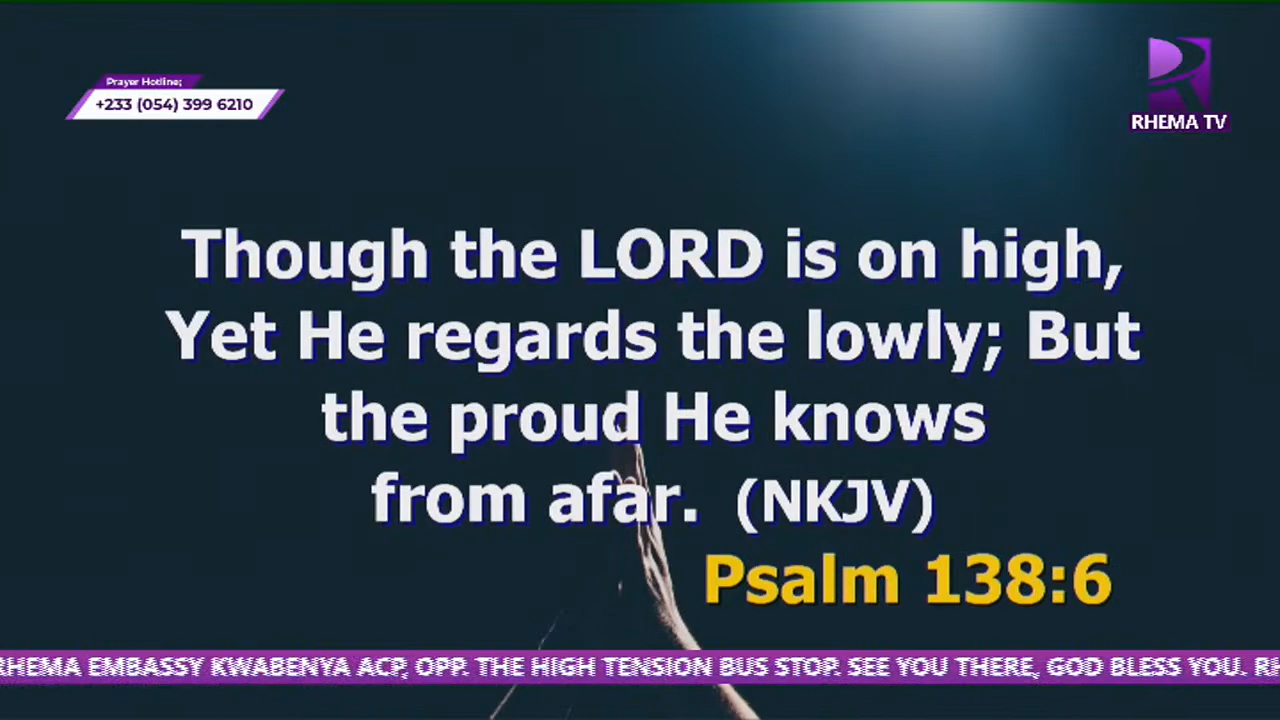 Prayer Hotline;
+233 (054) 399 6210
RHEMA TV
Though the LORD is on high,
Yet He regards the lowly; But
the proud He knows
from afar. (NKJV)
Psalm 138:6
RHEMA EMBASSY KWABENYA ACP, OPP. THE HIGH TENSION BUS STOP. SEE YOU THERE, GOD BLESS YOU. RH